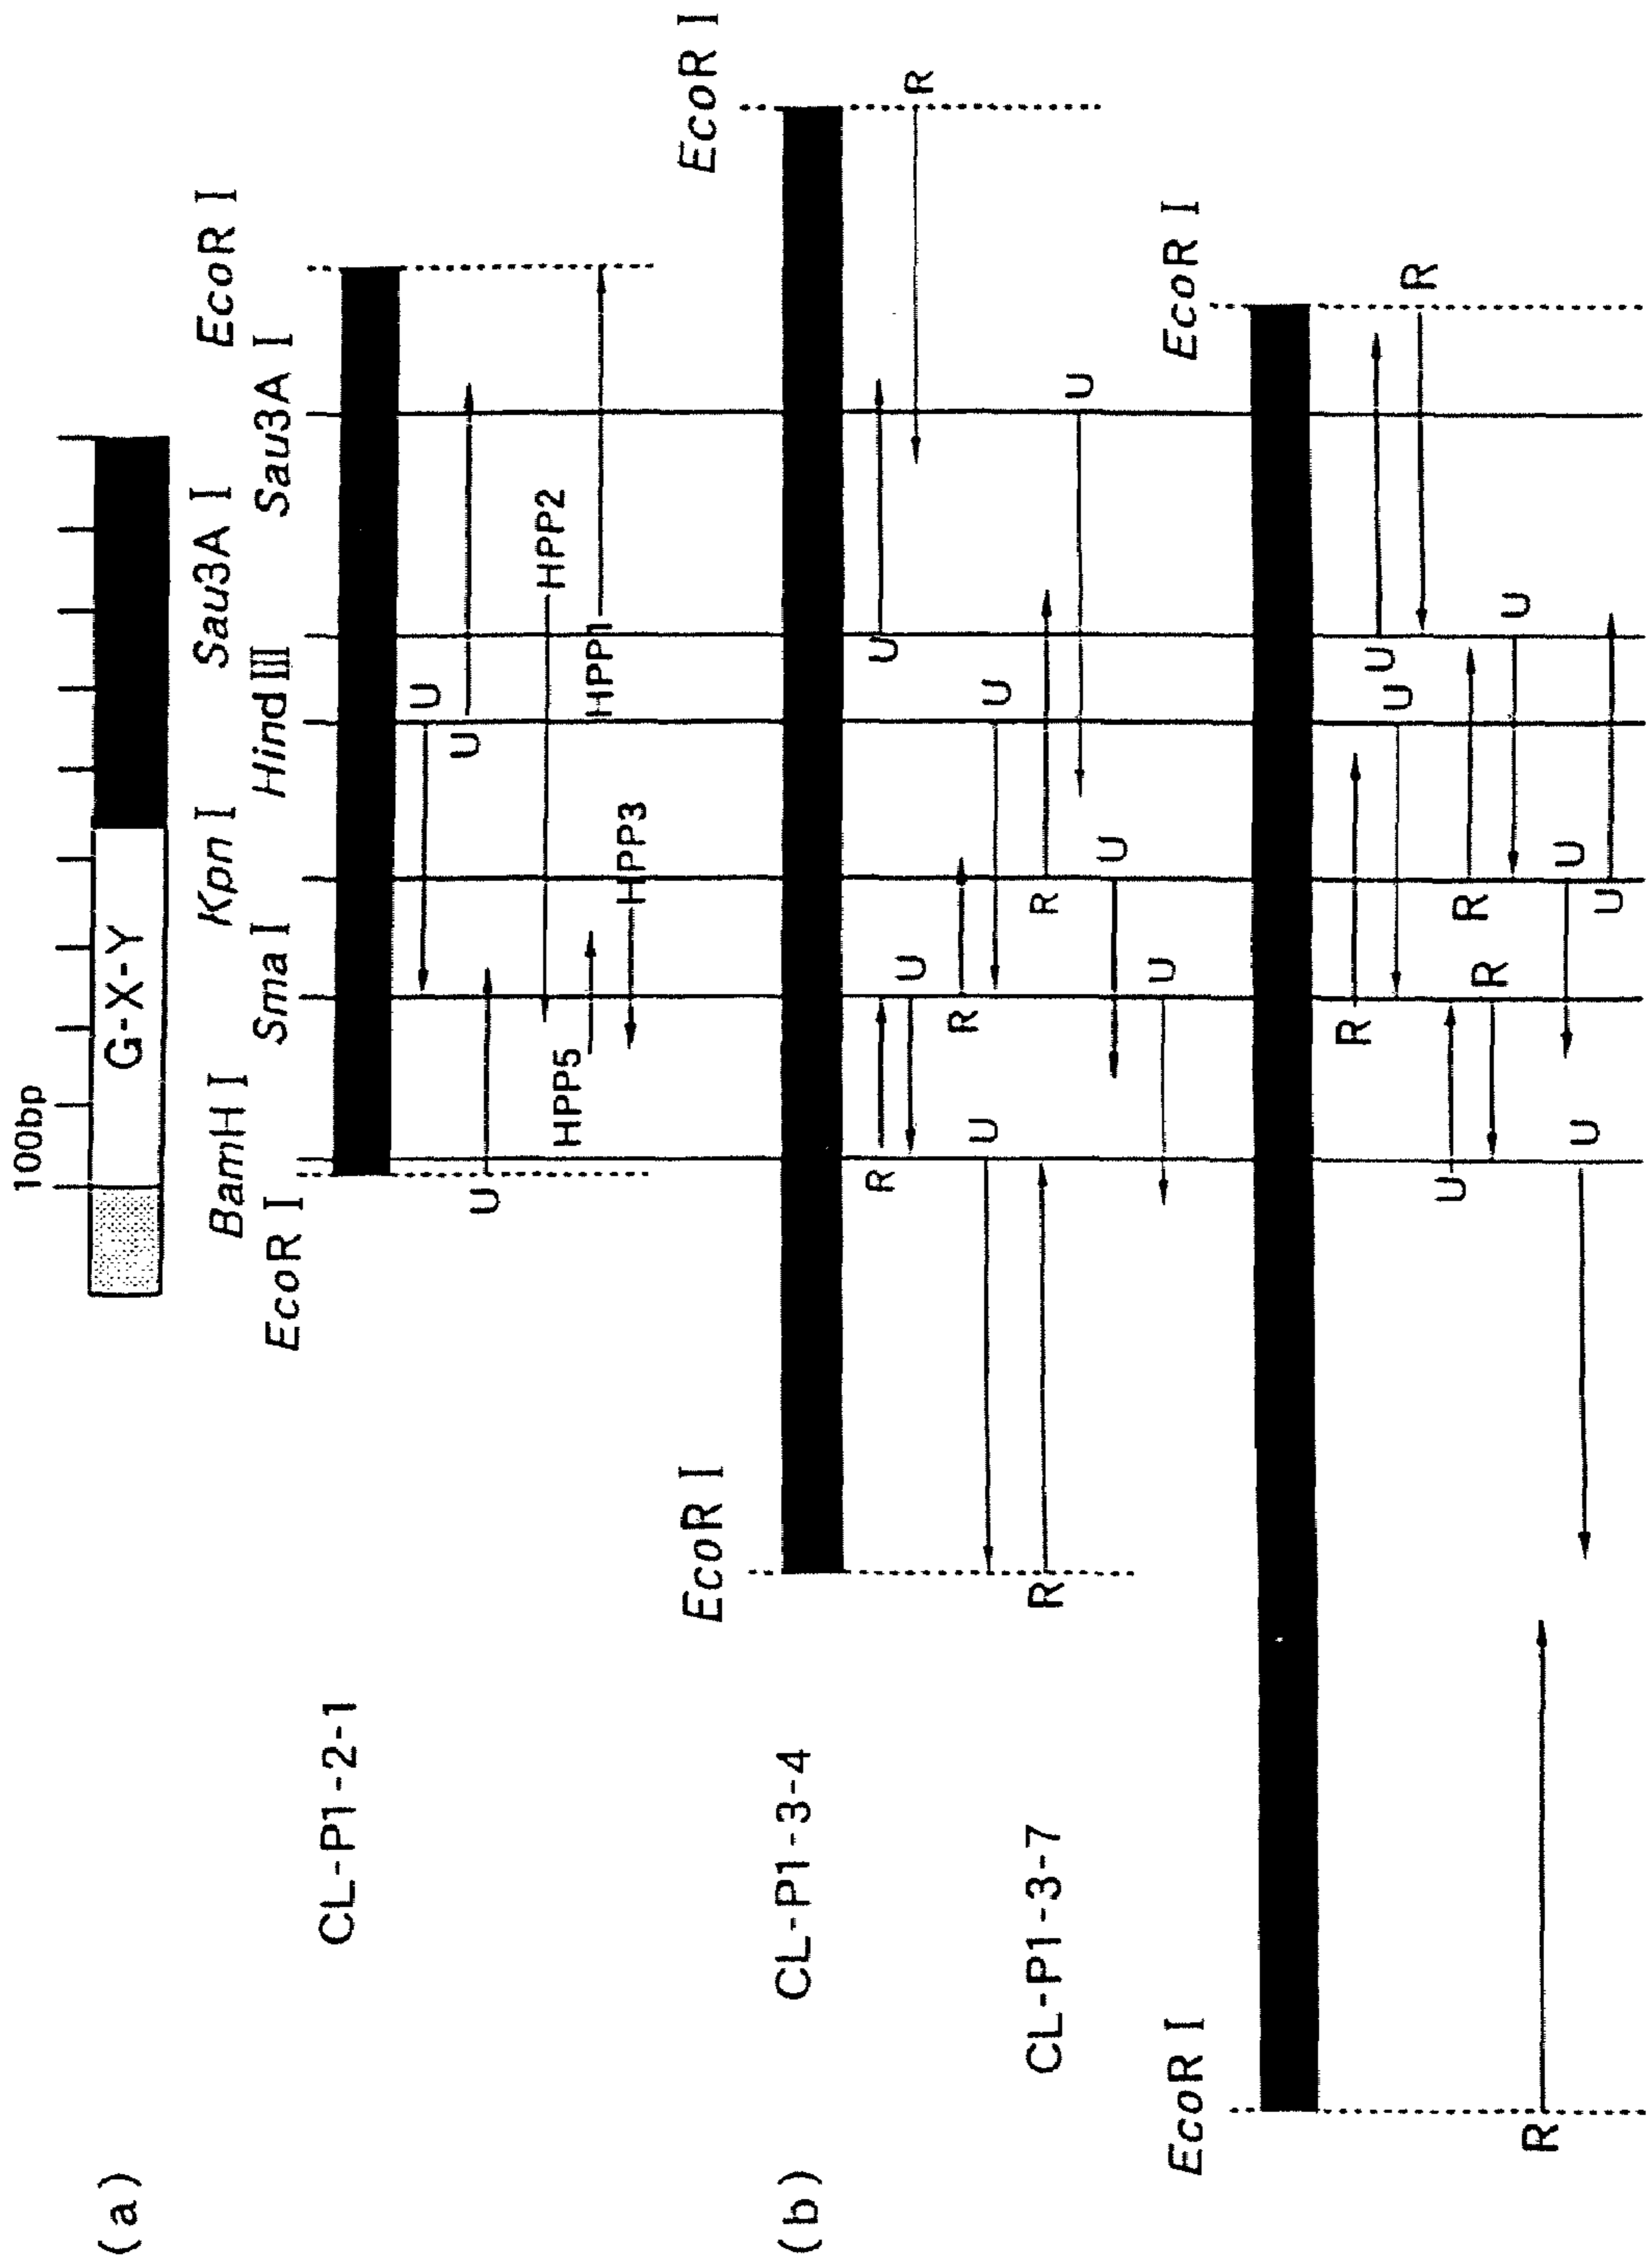 (a)
100bp
G-X-Y
EcoR I
BamH I
Sma I
Kpn I
Hind III
Sau3A I
Sau3A I
EcoR I
CL-P1-2-1
U
U
U
HPP2
HPP5
HPP1
HPP3
(b)
CL-P1-3-4
EcoR I
EcoR I
R
U
R
U
R
U
U
R
R
U
U
U
CL-P1-3-7
EcoR I
EcoR I
R
U
U
R
R
U
R
U
R
U
U
U
R